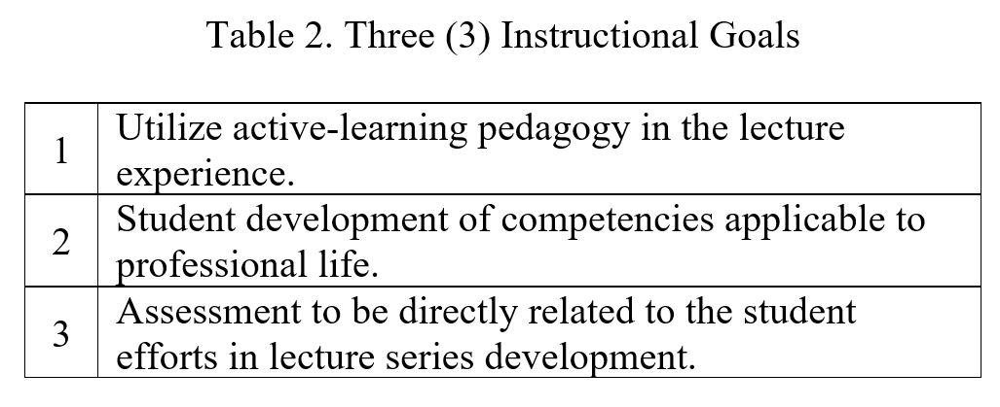 Table 2. Three (3) Instructional Goals
1
Utilize active-learning pedagogy in the lecture
experience.
2
Student development of competencies applicable to
professional life.
3
Assessment to be directly related to the student
efforts in lecture series development.